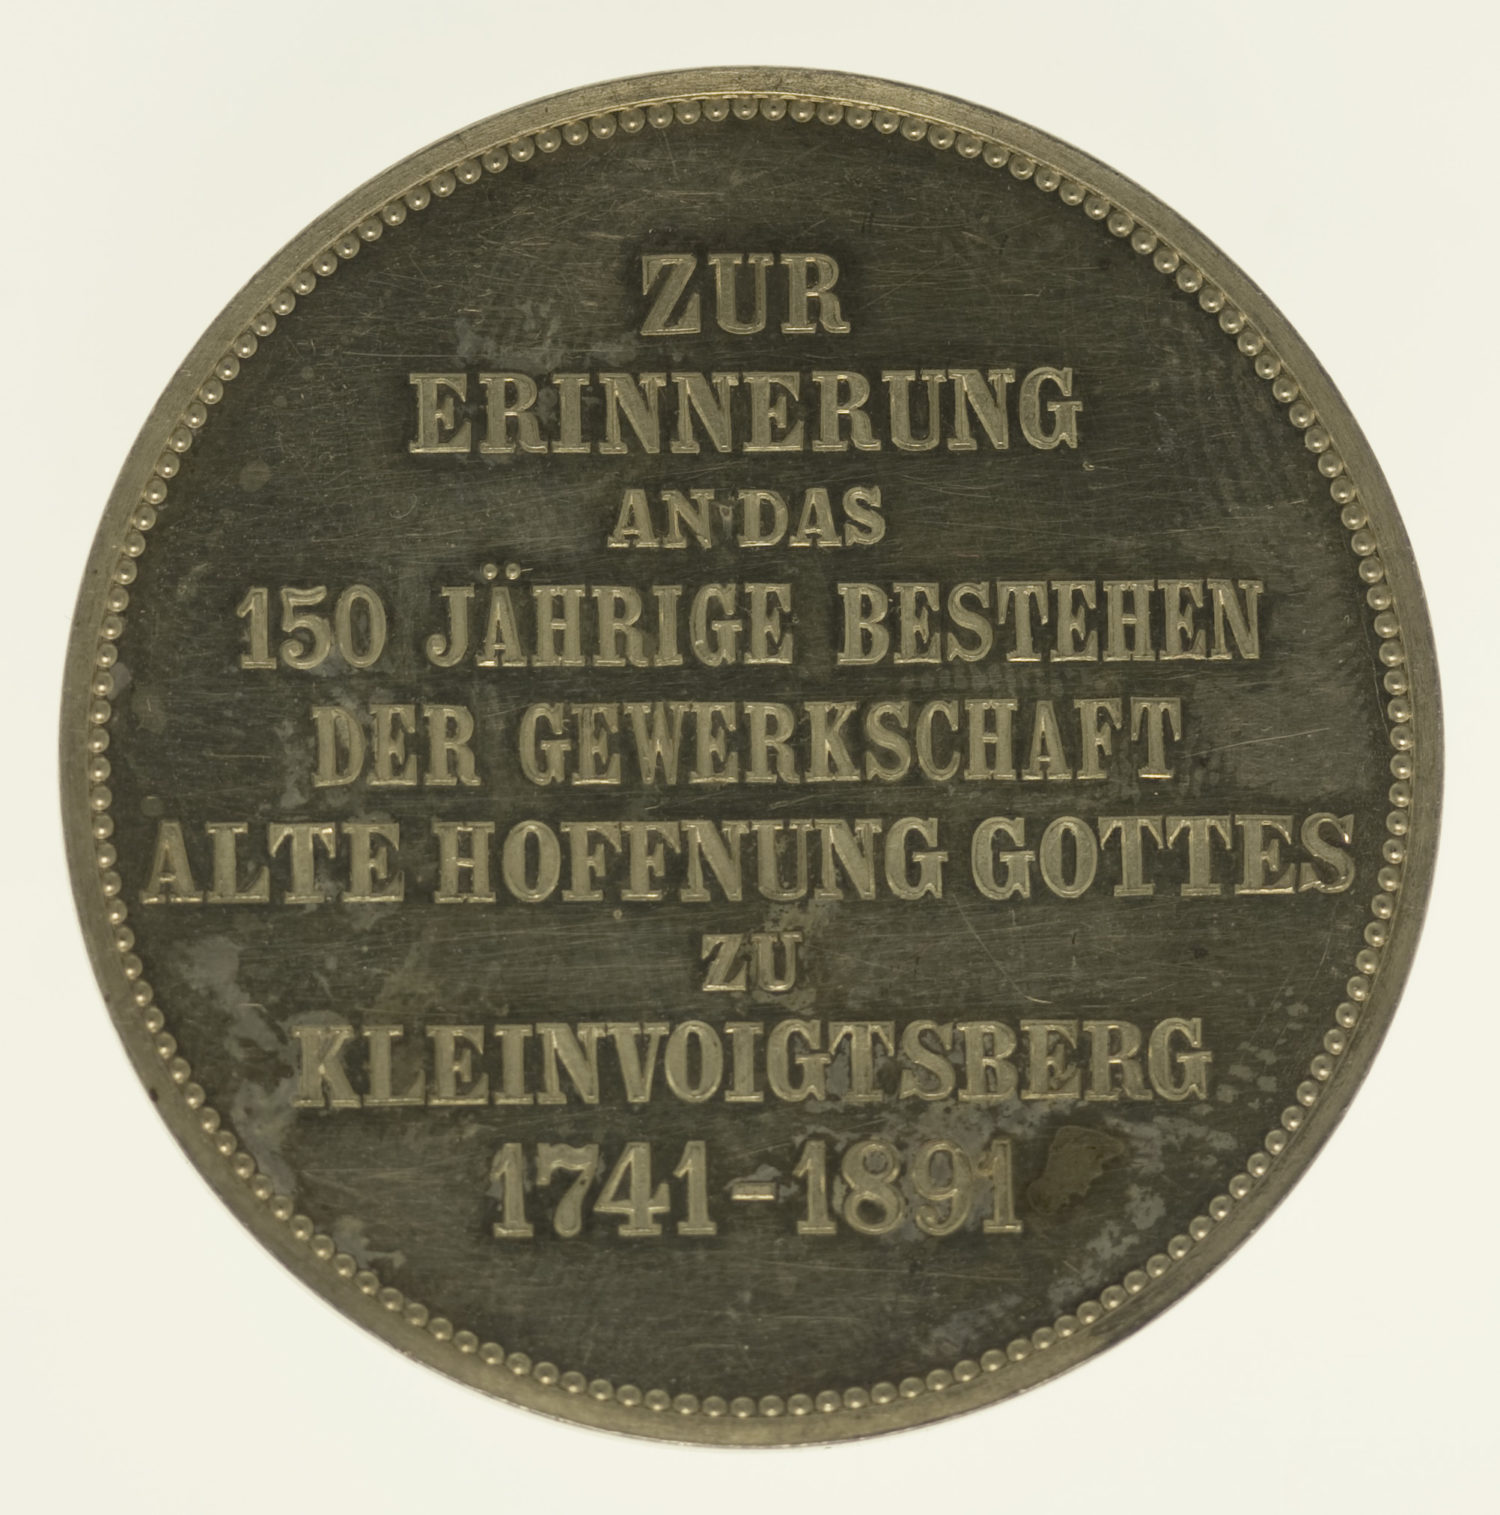 ZUR
ERINNERUNG
AN DAS
150 JÄHRIGE BESTEHEN
DER GEWERKSCHAFT
ALTE HOFFNUNG GOTTES
ZU
KLEINVOIGTSBERG
1741-1891